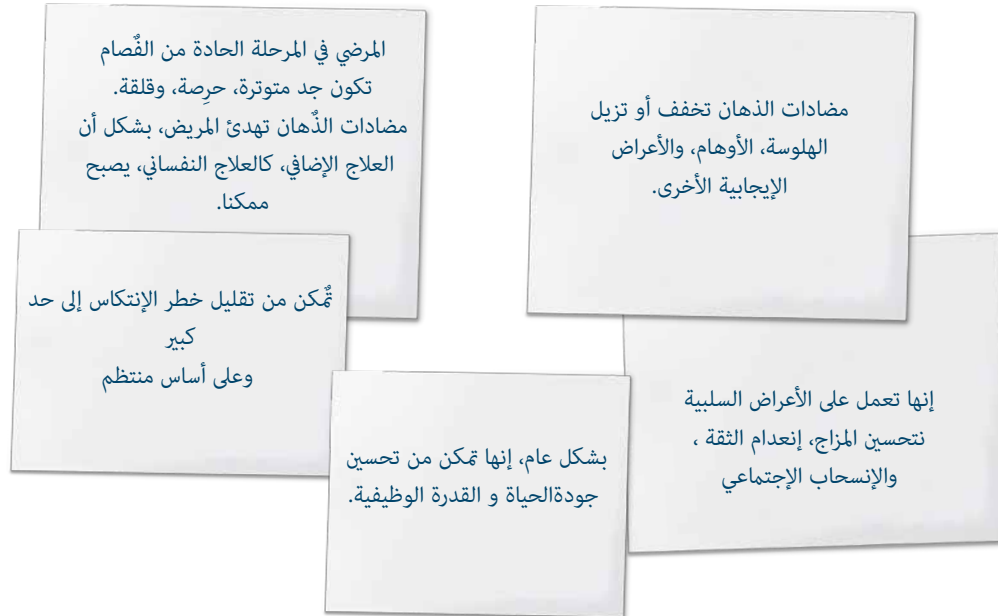 المرضي في المرحلة الحادة من الفٌصام
تكون جد متوترة، حرِصة، وقلقة.
مضادات الذٌهان تهدئ المريض، بشكل أن
العلاج الإضافي، كالعلاج النفساني، يصبح
ممكنا.
مضادات الذهان تخفف أو تزيل
الهلوسة، الأوهام، والأعراض
الإيجابية الأخرى.
تٌمكن من تقليل خطر الإنتكاس إلى حد
كبير
وعلى أساس منتظم
إنها تعمل على الأعراض السلبية
نتحسين المزاج، إنعدام الثقة ،
والإنسحاب الإجتماعي
بشكل عام، إنها تمكن من تحسين
جودةالحياة و القدرة الوظيفية.